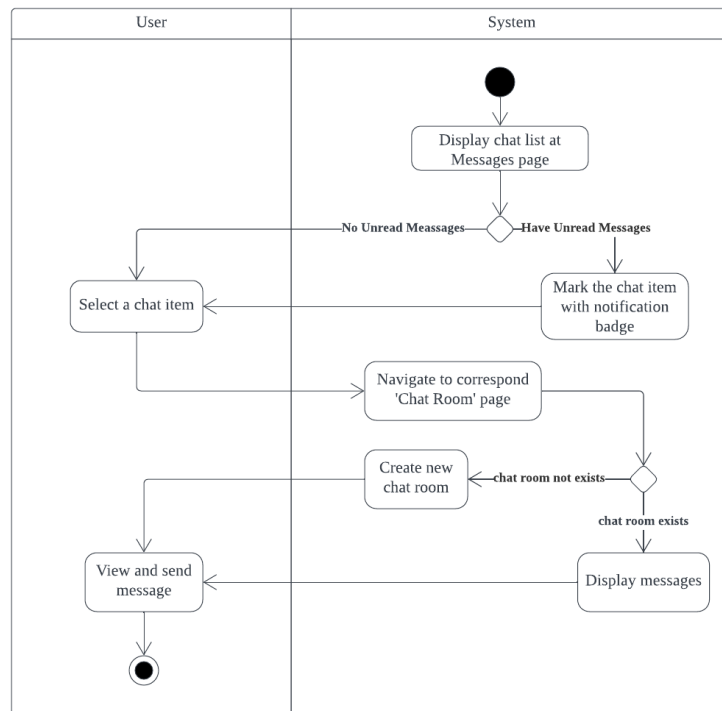 User
System
Display chat list at
Messages page
No Unread Meassages
Have Unread Messages
Select a chat item
Mark the chat item
with notification
badge
Navigate to correspond
'Chat Room' page
Create new
chat room
chat room not exists
chat room exists
View and send
message
Display messages